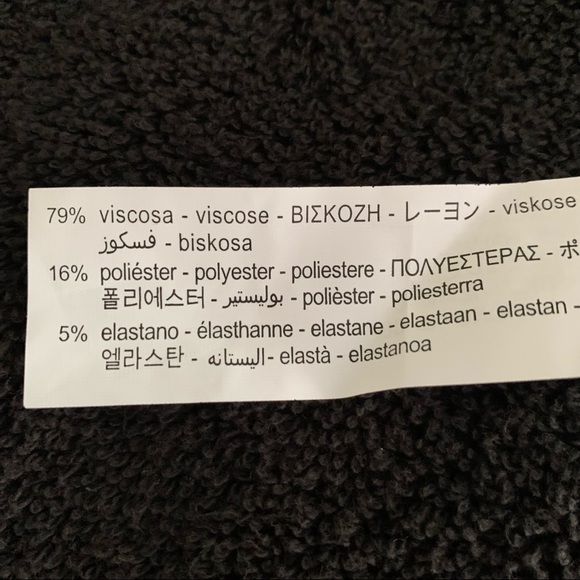 79% viscosa - viscose - ΒΙΣΚΟΖΗ - レーヨン - viskose
فسكوز - biskosa
16% poliéster - polyester - poliestere - ΠΟΛΥΕΣΤΕΡΑΣ - ポ
폴리에스터 - بوليستير - polièster - poliesterra
5% elastano - élasthanne - elastane - elastaan - elastan -
엘라스탄 - اليستانه - elastà - elastanoa